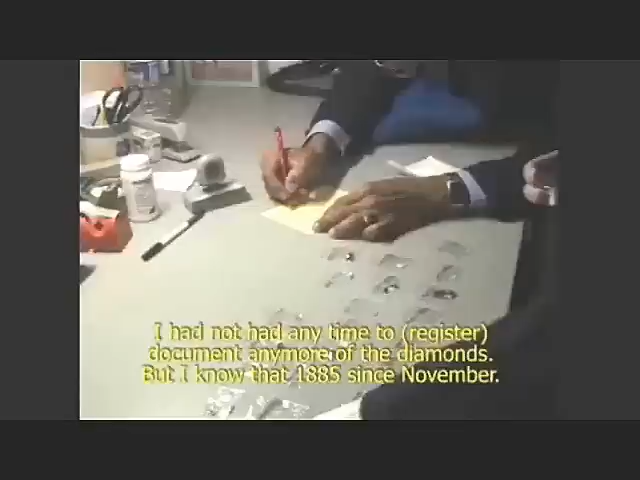 I had not had any time to (register)
document anymore of the diamonds.
But I know that 1885 since November.